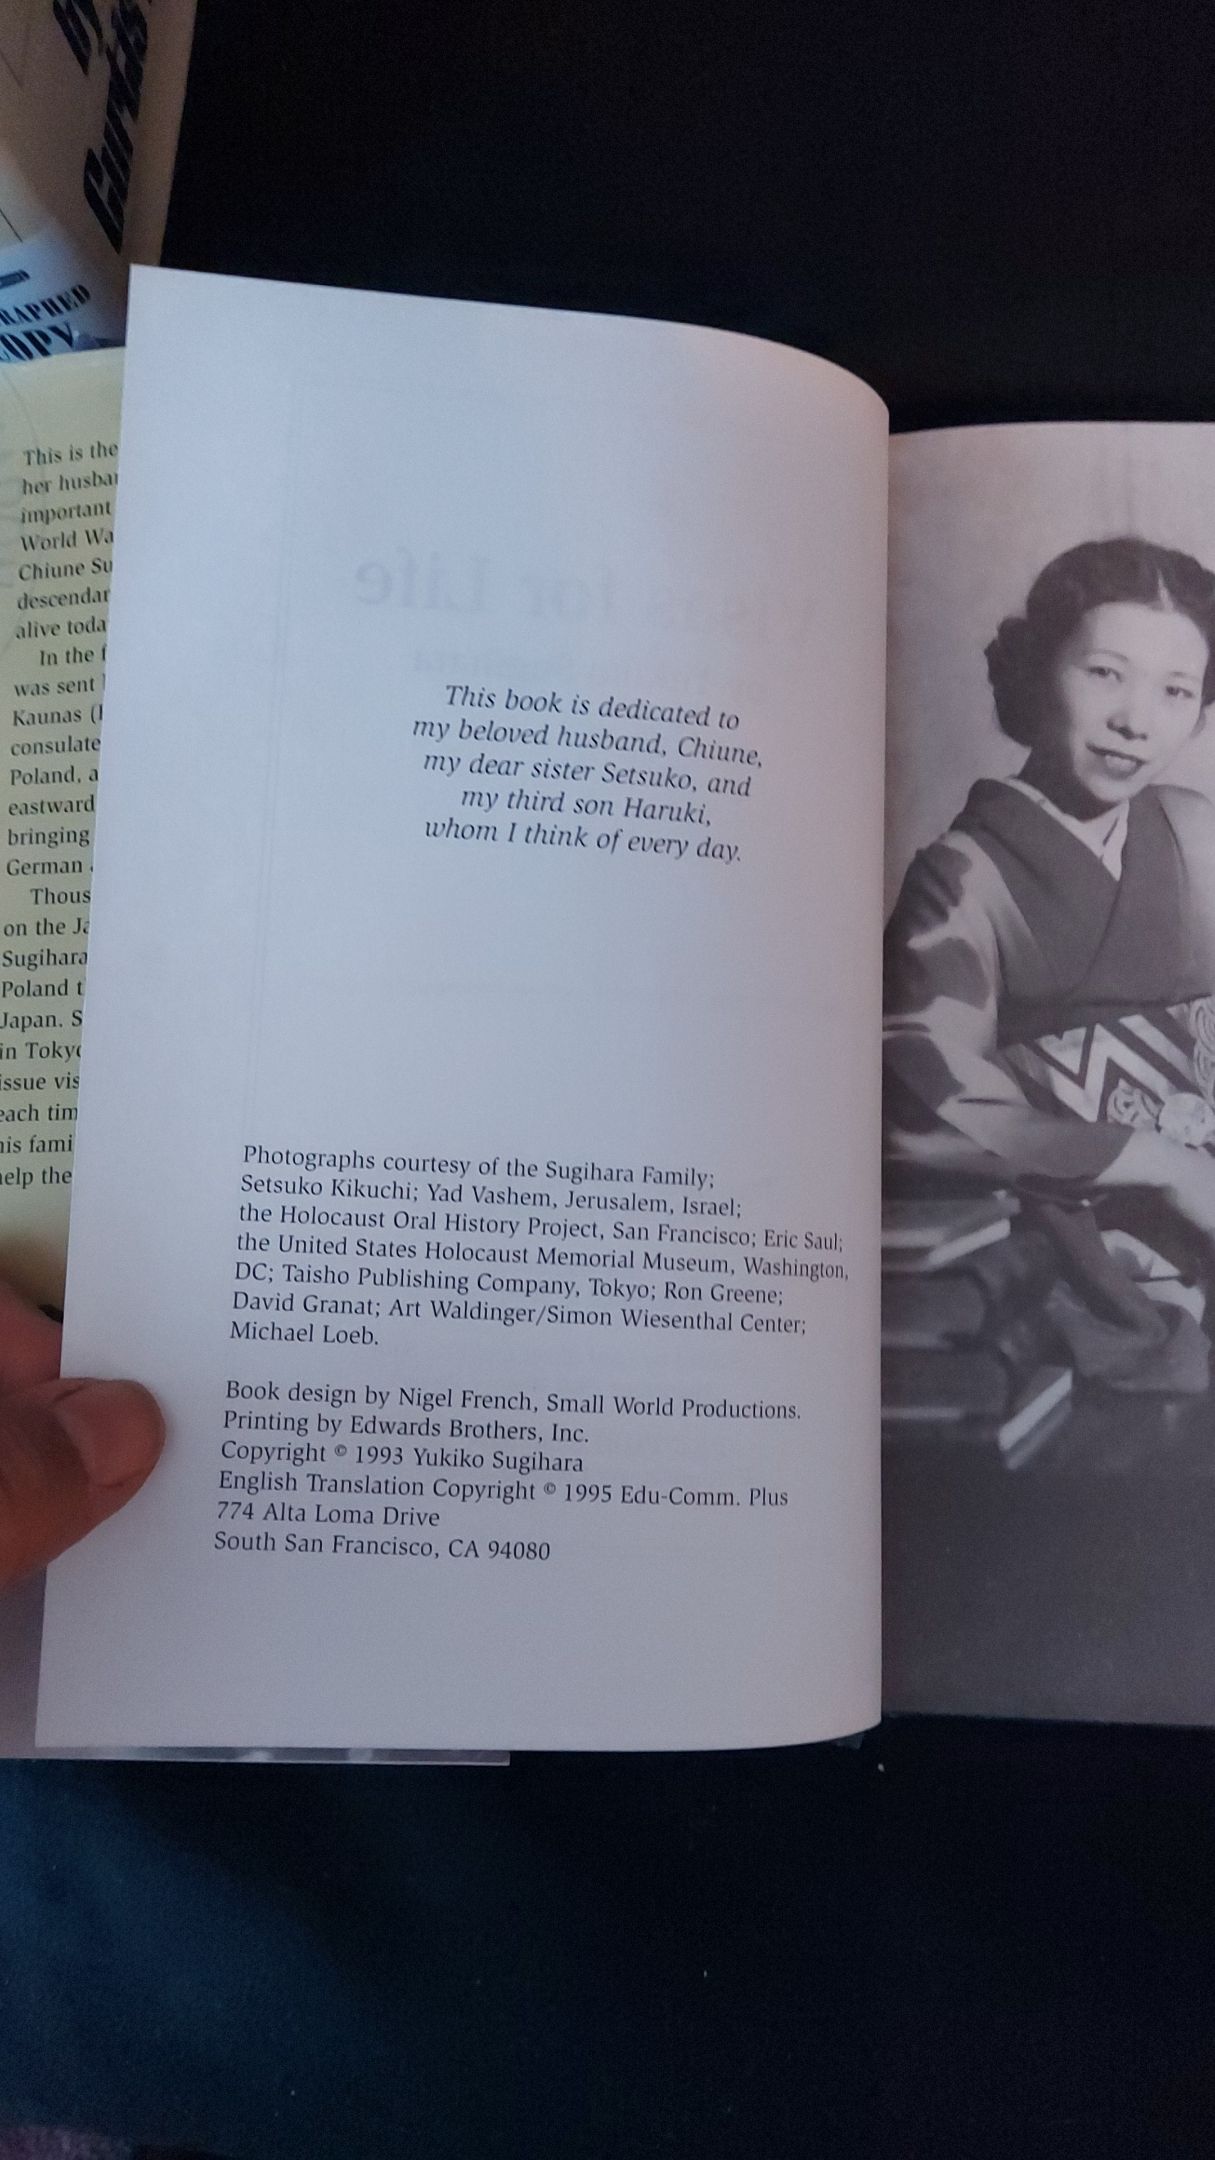 Curtis
RAPHED
COPY
This is the
her husba
important
World Wa
Chiune Su
descendar
alive toda
In the f
was sent
Kaunas (
consulate
Poland, a
eastward
bringing
German
Thous
on the Ja
Sugihara
Poland t
Japan. S
in Tokyo
issue vis
each tim
his fami
help the
for Life
This book is dedicated to
my beloved husband, Chiune,
my dear sister Setsuko, and
my third son Haruki,
whom I think of every day.
Photographs courtesy of the Sugihara Family;
Setsuko Kikuchi; Yad Vashem, Jerusalem, Israel;
the Holocaust Oral History Project, San Francisco; Eric Saul;
the United States Holocaust Memorial Museum, Washington,
DC; Taisho Publishing Company, Tokyo; Ron Greene;
David Granat; Art Waldinger/Simon Wiesenthal Center;
Michael Loeb.
Book design by Nigel French, Small World Productions.
Printing by Edwards Brothers, Inc.
Copyright © 1993 Yukiko Sugihara
English Translation Copyright © 1995 Edu-Comm. Plus
774 Alta Loma Drive
South San Francisco, CA 94080